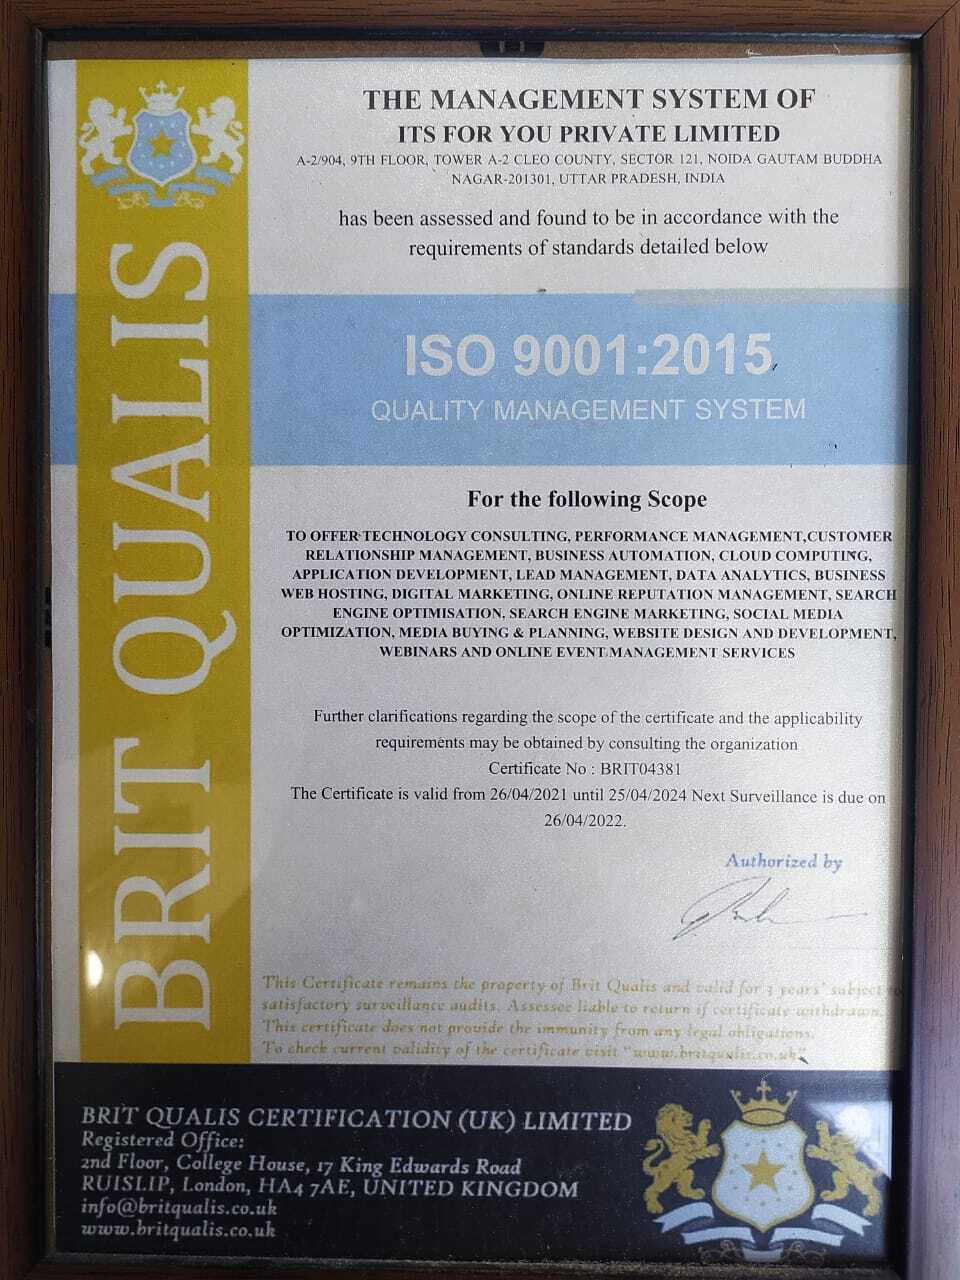 BRIT QUALIS
THE MANAGEMENT SYSTEM OF
ITS FOR YOU PRIVATE LIMITED
A-2/904, 9TH FLOOR, TOWER A-2 CLEO COUNTY, SECTOR 121, NOIDA GAUTAM BUDDHA
NAGAR-201301, UTTAR PRADESH, INDIA
has been assessed and found to be in accordance with the
requirements of standards detailed below
ISO 9001:2015
QUALITY MANAGEMENT SYSTEM
For the following Scope
TO OFFER TECHNOLOGY CONSULTING, PERFORMANCE MANAGEMENT,CUSTOMER
RELATIONSHIP MANAGEMENT, BUSINESS AUTOMATION, CLOUD COMPUTING,
APPLICATION DEVELOPMENT, LEAD MANAGEMENT, DATA ANALYTICS, BUSINESS
WEB HOSTING, DIGITAL MARKETING, ONLINE REPUTATION MANAGEMENT, SEARCH
ENGINE OPTIMISATION, SEARCH ENGINE MARKETING, SOCIAL MEDIA
OPTIMIZATION, MEDIA BUYING & PLANNING, WEBSITE DESIGN AND DEVELOPMENT,
WEBINARS AND ONLINE EVENT MANAGEMENT SERVICES
Further clarifications regarding the scope of the certificate and the applicability
requirements may be obtained by consulting the organization
Certificate No : BRIT04381
The Certificate is valid from 26/04/2021 until 25/04/2024 Next Surveillance is due on
26/04/2022.
Authorized by
This Certificate remains the property of Brit Qualis and valid for 3 years' subject to
satisfactory surveillance audits. Assessee liable to return if certificate withdrawn.
This certificate does not provide the immunity from any legal obligations.
To check current validity of the certificate visit "www.britqualis.co.uk"
BRIT QUALIS CERTIFICATION (UK) LIMITED
Registered Office:
2nd Floor, College House, 17 King Edwards Road
RUISLIP, London, HA4 7AE, UNITED KINGDOM
info@britqualis.co.uk
www.britqualis.co.uk